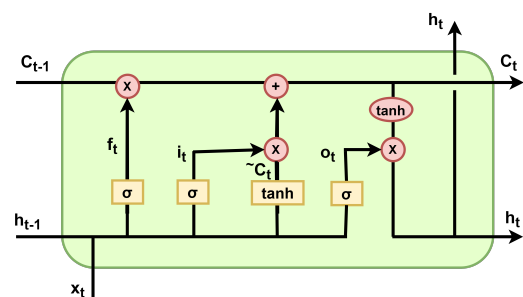 h_t
C_t-1
C_t
x
+
tanh
f_t
i_t
x
o_t
x
~C_t
σ
σ
tanh
σ
h_t-1
h_t
x_t